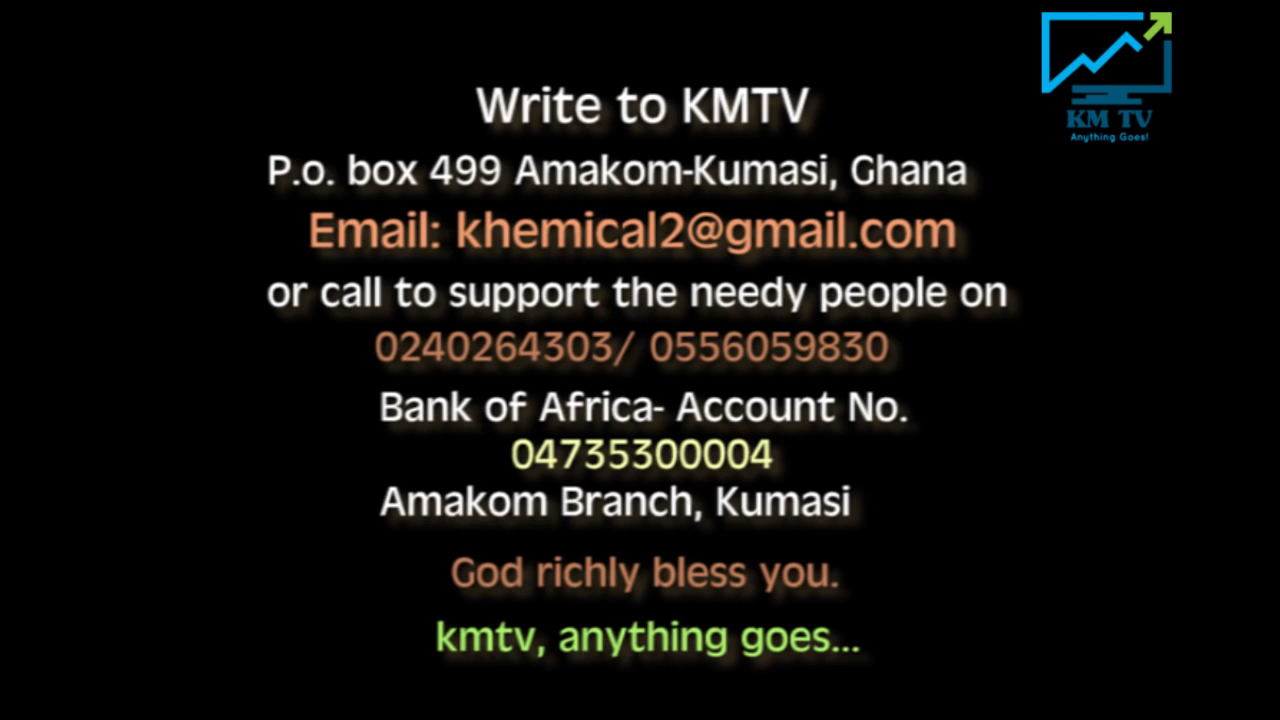 KM TV
Anything Goes!
Write to KMTV
P.o. box 499 Amakom-Kumasi, Ghana
Email: khemical2@gmail.com
or call to support the needy people on
0240264303/ 0556059830
Bank of Africa- Account No.
04735300004
Amakom Branch, Kumasi
God richly bless you.
kmtv, anything goes...